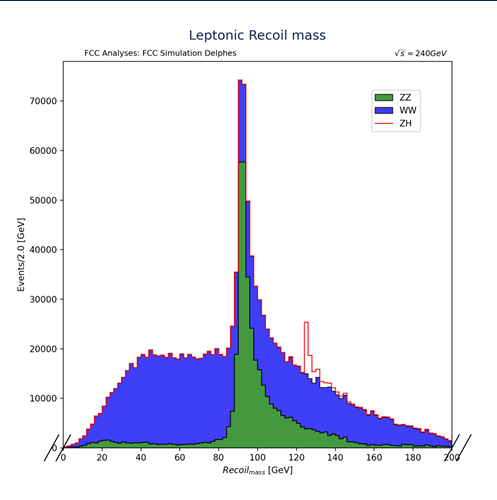 Leptonic Recoil mass
FCC Analyses: FCC Simulation Delphes
√s = 240GeV
ZZ
WW
ZH
70000
60000
50000
40000
30000
20000
10000
0
Events/2.0 [GeV]
0 20 40 60 80 100 120 140 160 180 200
Recoil_mass [GeV]